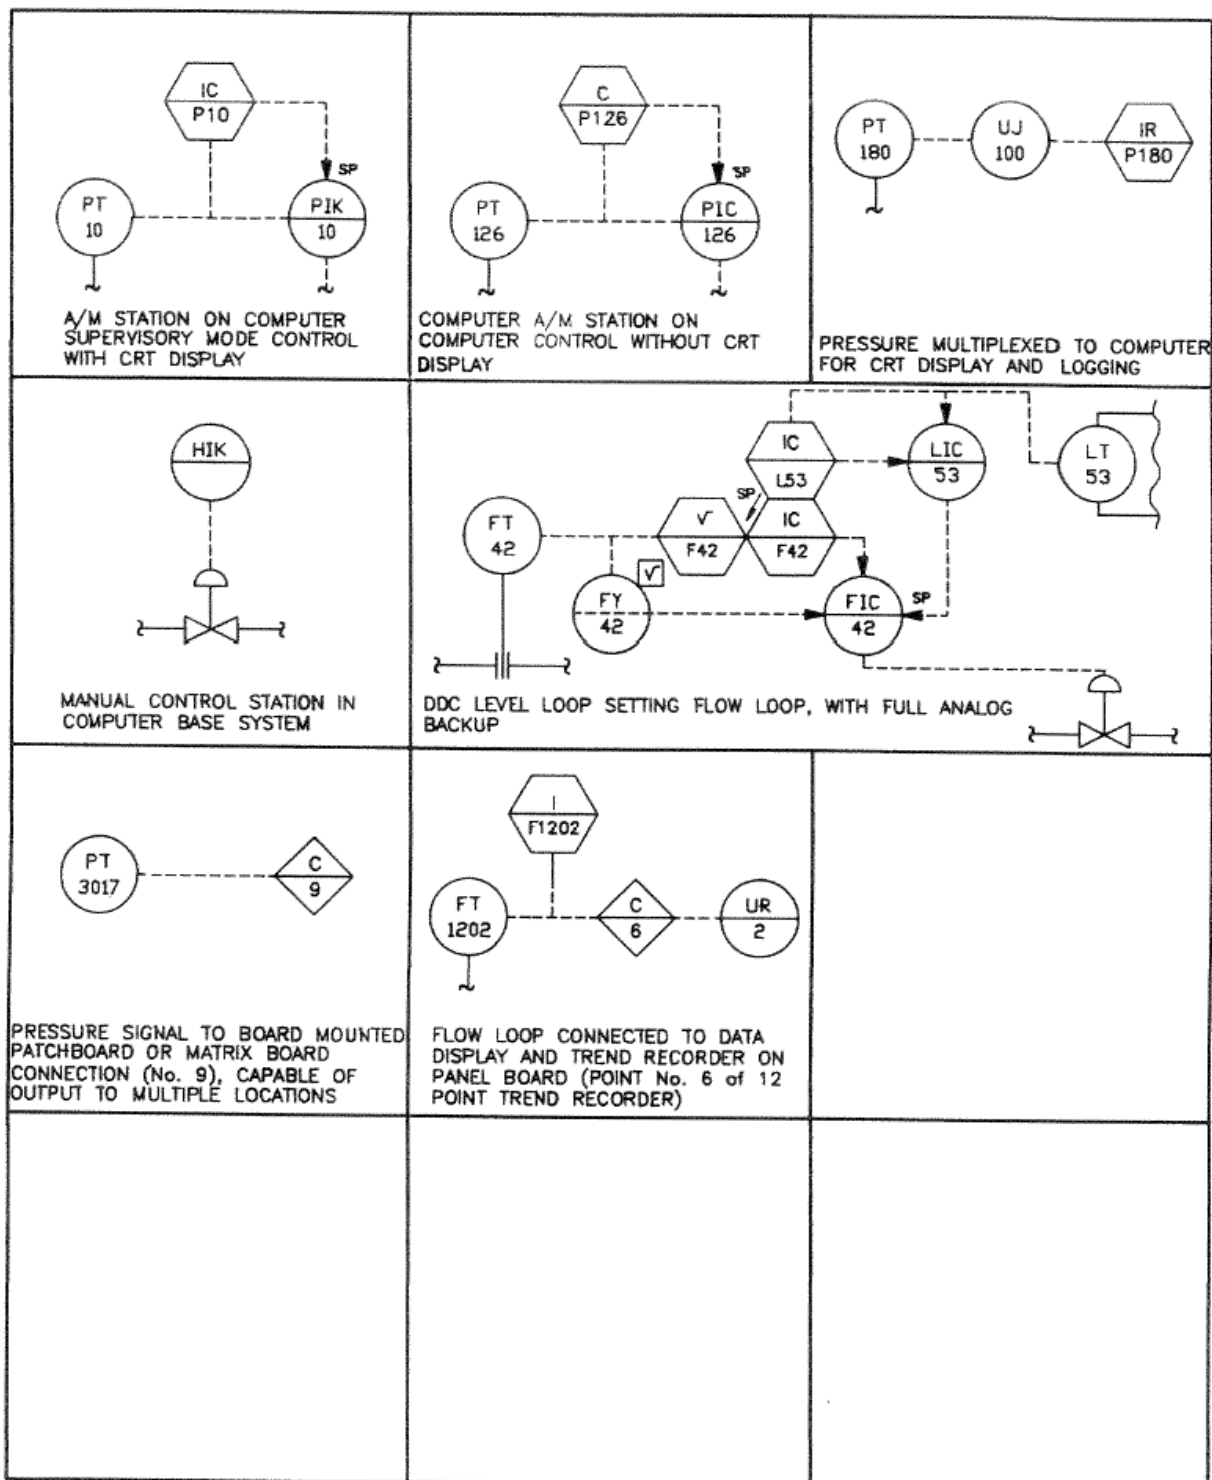 IC
P10
SP
PT
10
PIK
10
A/M STATION ON COMPUTER
SUPERVISORY MODE CONTROL
WITH CRT DISPLAY
C
P126
SP
PT
126
PIC
126
COMPUTER A/M STATION ON
COMPUTER CONTROL WITHOUT CRT
DISPLAY
PT
180
UJ
100
IR
P180
PRESSURE MULTIPLEXED TO COMPUTER
FOR CRT DISPLAY AND LOGGING
HIK
MANUAL CONTROL STATION IN
COMPUTER BASE SYSTEM
IC
L53
LIC
53
LT
53
SP
FT
42
√
F42
IC
F42
√
FY
42
FIC
42
SP
DDC LEVEL LOOP SETTING FLOW LOOP, WITH FULL ANALOG
BACKUP
PT
3017
C
9
PRESSURE SIGNAL TO BOARD MOUNTED
PATCHBOARD OR MATRIX BOARD
CONNECTION (No. 9), CAPABLE OF
OUTPUT TO MULTIPLE LOCATIONS
I
F1202
FT
1202
C
6
UR
2
FLOW LOOP CONNECTED TO DATA
DISPLAY AND TREND RECORDER ON
PANEL BOARD (POINT No. 6 of 12
POINT TREND RECORDER)